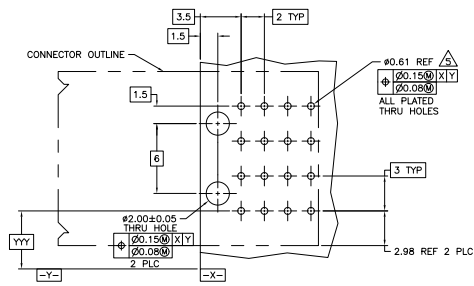 3.5
2 TYP
1.5
CONNECTOR OUTLINE
ø0.61 REF 5
⌖ Ø0.15Ⓜ X Y
Ø0.08Ⓜ
ALL PLATED
THRU HOLES
1.5
6
3 TYP
ø2.00±0.05
THRU HOLE
⌖ Ø0.15Ⓜ X Y
Ø0.08Ⓜ
2 PLC
YYY
2.98 REF 2 PLC
-Y-
-X-